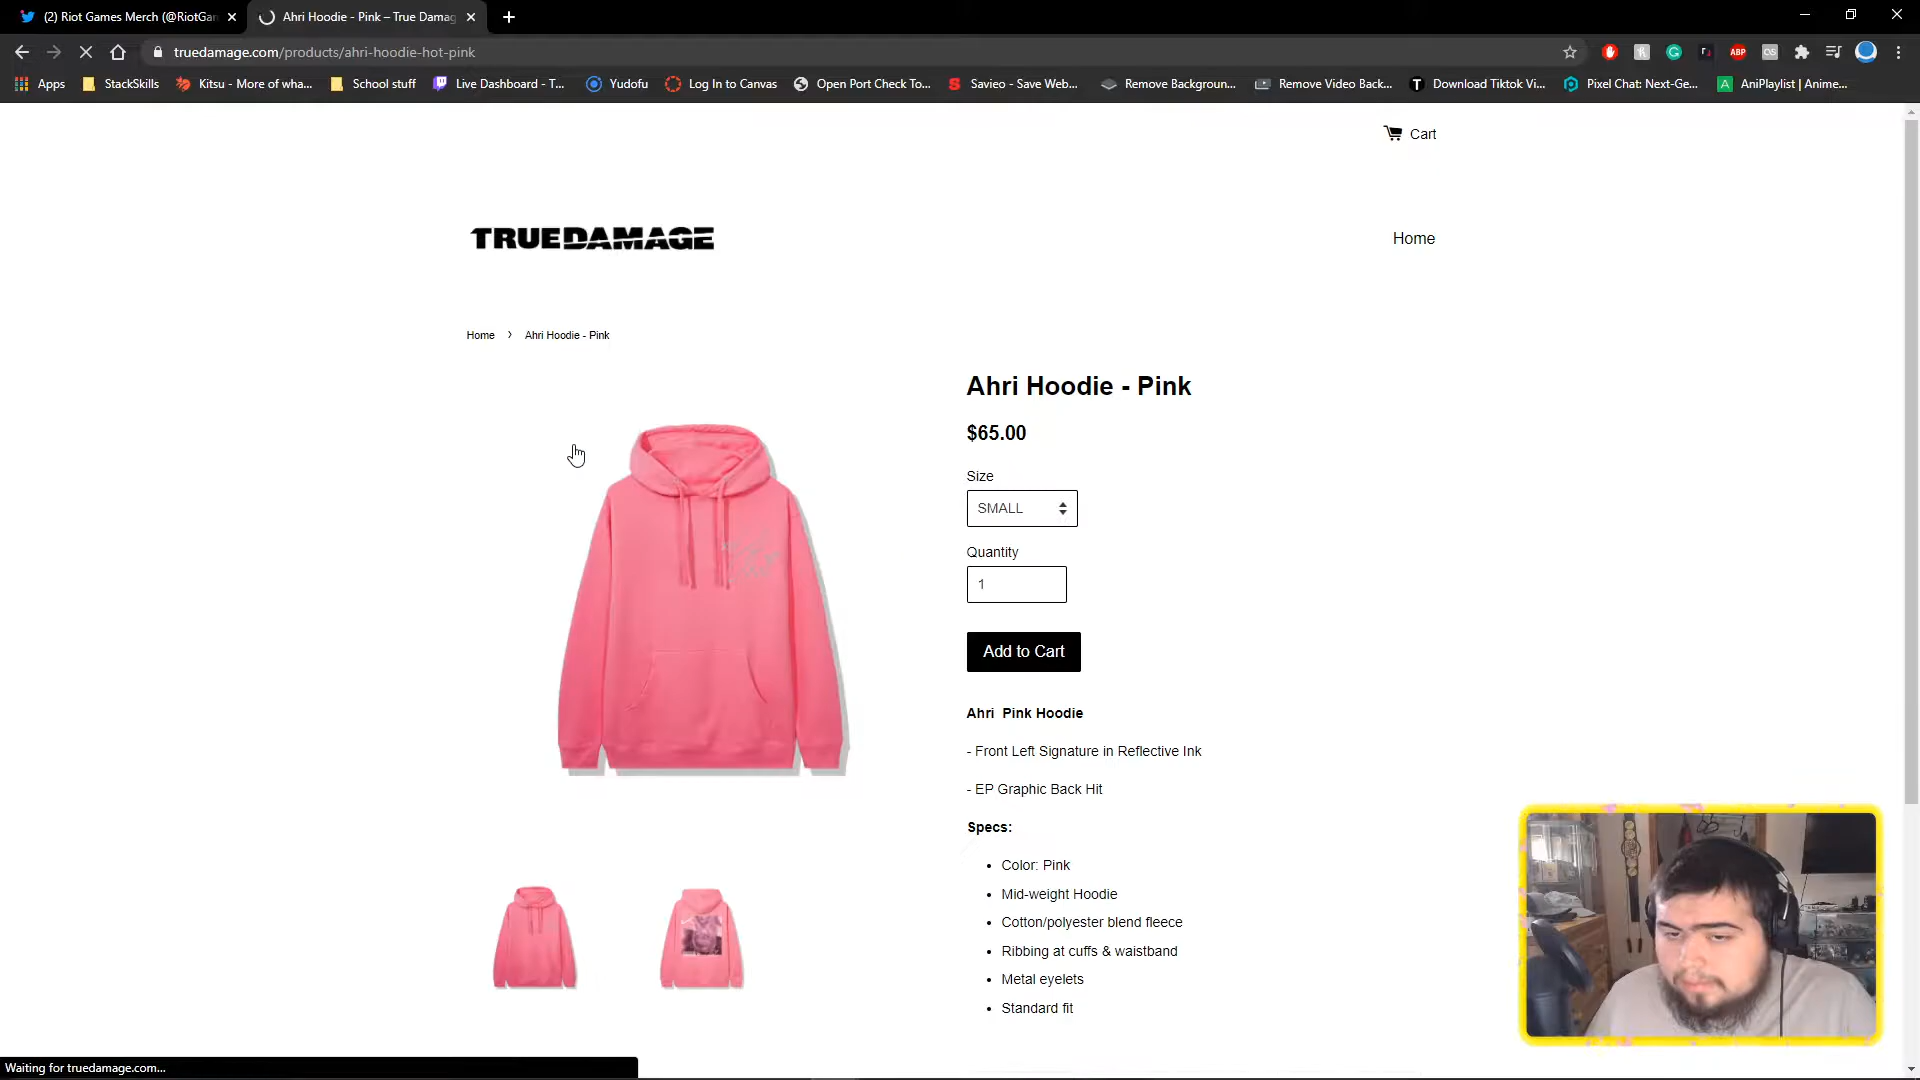 (2) Riot Games Merch (@RiotGan
Ahri Hoodie - Pink – True Damag
truedamage.com/products/ahri-hoodie-hot-pink
Apps StackSkills Kitsu - More of wha... School stuff Live Dashboard - T... Yudofu Log In to Canvas Open Port Check To... Savieo - Save Web... Remove Backgroun... Remove Video Back... Download Tiktok Vi... Pixel Chat: Next-Ge... AniPlaylist | Anime...
Cart
TRUEDAMAGE
Home
Home › Ahri Hoodie - Pink
Ahri Hoodie - Pink
$65.00
Size
SMALL
Quantity
1
Add to Cart
Ahri Pink Hoodie
- Front Left Signature in Reflective Ink
- EP Graphic Back Hit
Specs:
• Color: Pink
• Mid-weight Hoodie
• Cotton/polyester blend fleece
• Ribbing at cuffs & waistband
• Metal eyelets
• Standard fit
Waiting for truedamage.com...